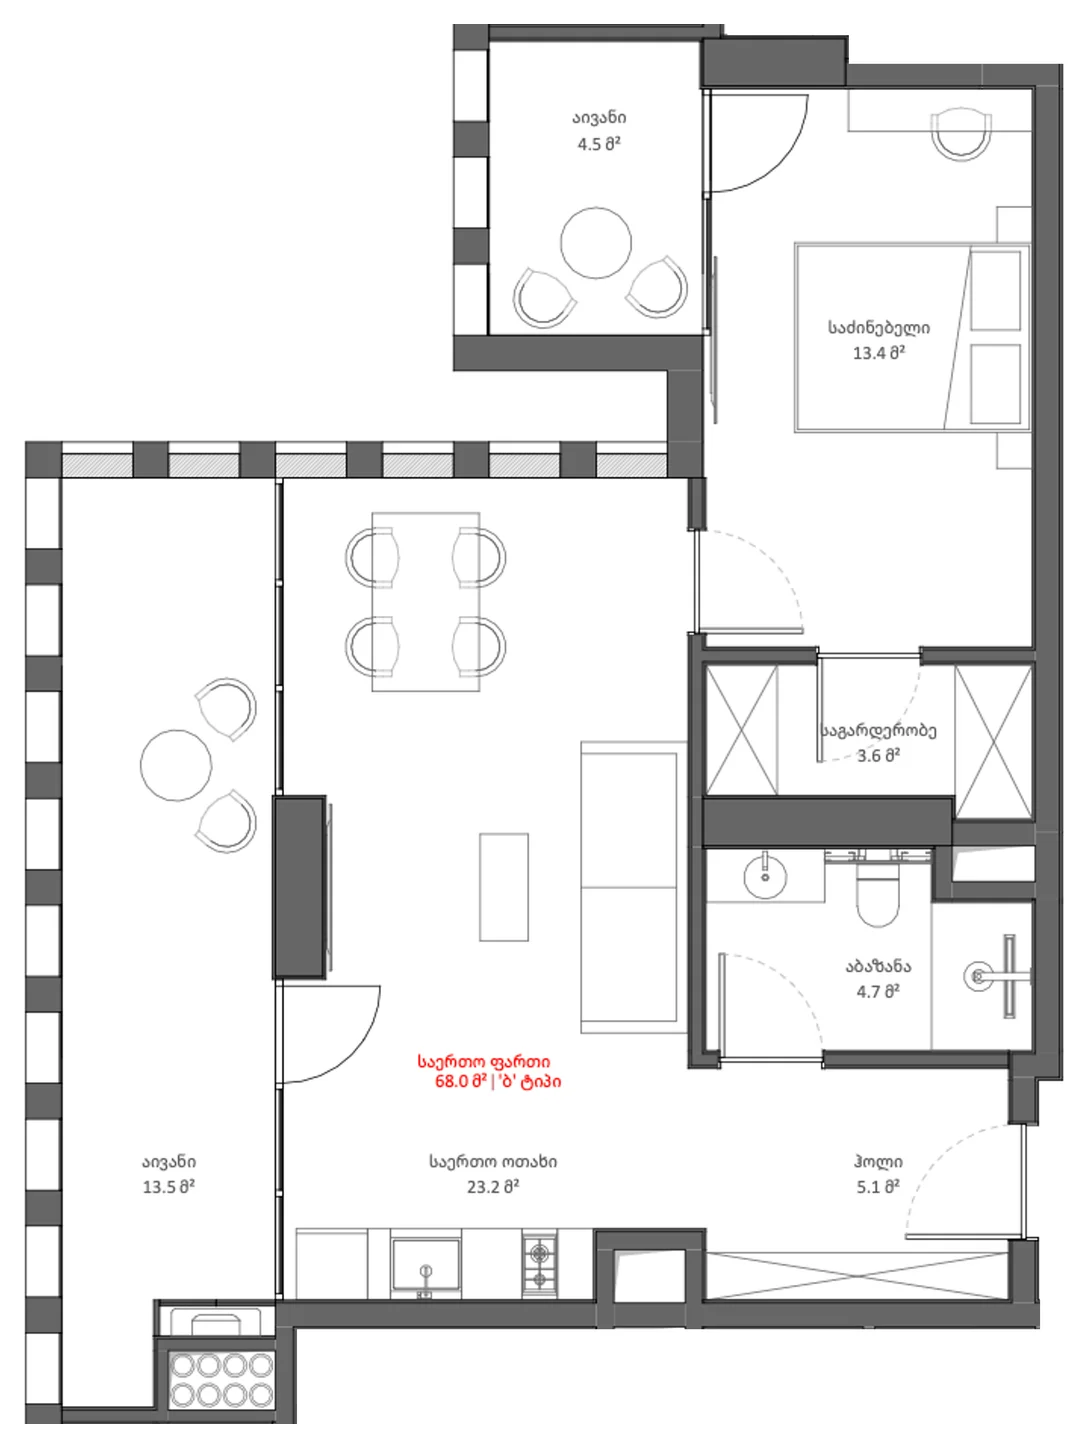 აივანი
4.5 მ²
საძინებელი
13.4 მ²
საგარდერობე
3.6 მ²
აბაზანა
4.7 მ²
საერთო ფართი
68.0 მ² | 'ბ' ტიპი
აივანი
13.5 მ²
საერთო ოთახი
23.2 მ²
ჰოლი
5.1 მ²